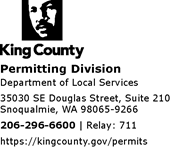 King County
Permitting Division
Department of Local Services
35030 SE Douglas Street, Suite 210
Snoqualmie, WA 98065-9266
206-296-6600 | Relay: 711
https://kingcounty.gov/permits